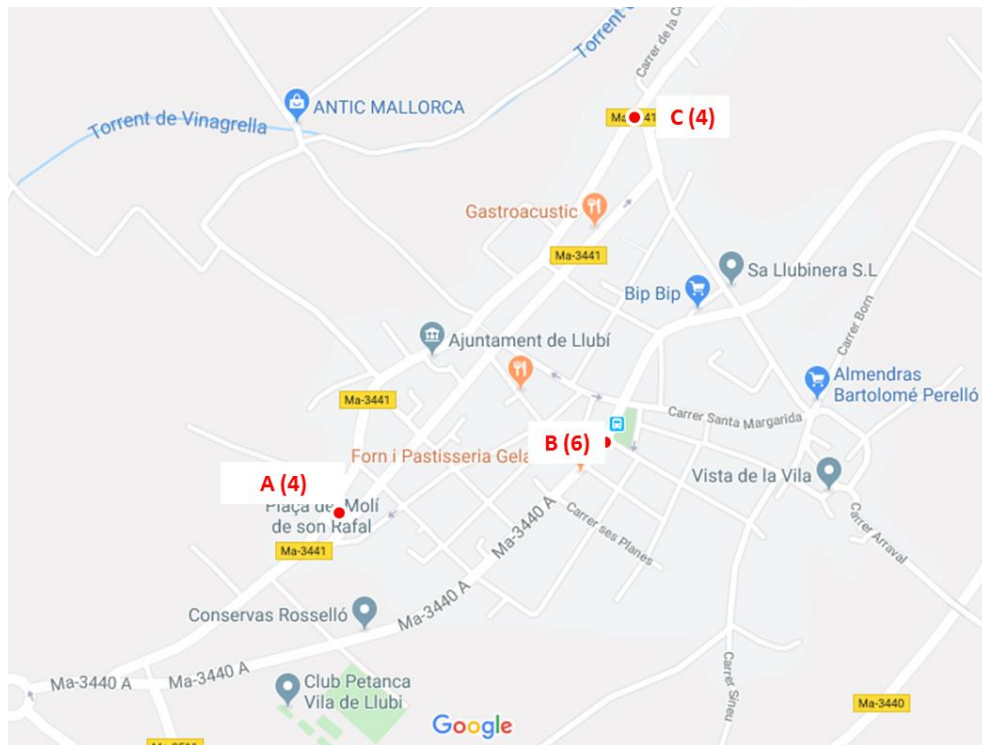 Torrent de
Carrer de la C
ANTIC MALLORCA
Torrent de Vinagrella
C (4)
Gastroacustic
Ma-3441
Sa Llubinera S.L
Bip Bip
Ajuntament de Llubí
Carrer Born
Almendras
Bartolomé Perelló
Ma-3441
Carrer Santa Margarida
B (6)
Forn i Pastisseria Gela
A (4)
Vista de la Vila
Plaça de Molí
de son Rafal
Ma-3440 A
Carrer ses Planes
Carrer Arraval
Ma-3441
Conservas Rosselló
Ma-3440 A
Ma-3440 A
Ma-3440 A
Club Petanca
Vila de Llubi
Carrer Sineu
Ma-3440
Google